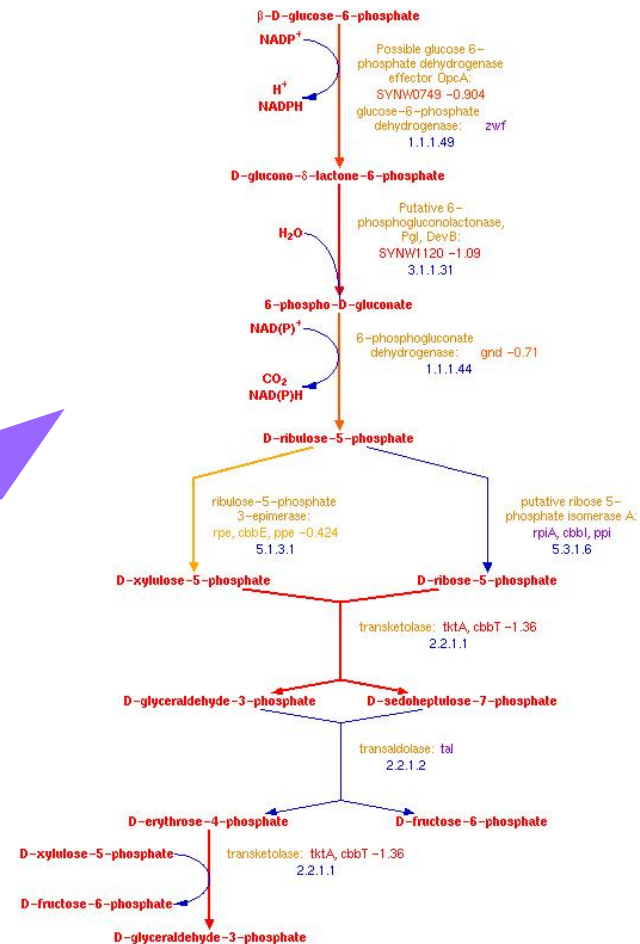 β-D-glucose-6-phosphate
NADP+
H+
NADPH
Possible glucose 6-
phosphate dehydrogenase
effector OpcA:
SYNW0749 -0.904
glucose-6-phosphate
dehydrogenase: zwf
1.1.1.49
D-glucono-δ-lactone-6-phosphate
H2O
Putative 6-
phosphogluconolactonase,
Pgl, DevB:
SYNW1120 -1.09
3.1.1.31
6-phospho-D-gluconate
NAD(P)+
CO2
NAD(P)H
6-phosphogluconate
dehydrogenase: gnd -0.71
1.1.1.44
D-ribulose-5-phosphate
ribulose-5-phosphate
3-epimerase:
rpe, cbbE, ppe -0.424
5.1.3.1
putative ribose 5-
phosphate isomerase A:
rpiA, cbbI, ppi
5.3.1.6
D-xylulose-5-phosphate
D-ribose-5-phosphate
transketolase: tktA, cbbT -1.36
2.2.1.1
D-glyceraldehyde-3-phosphate
D-sedoheptulose-7-phosphate
transaldolase: tal
2.2.1.2
D-erythrose-4-phosphate
D-fructose-6-phosphate
D-xylulose-5-phosphate
D-fructose-6-phosphate
transketolase: tktA, cbbT -1.36
2.2.1.1
D-glyceraldehyde-3-phosphate